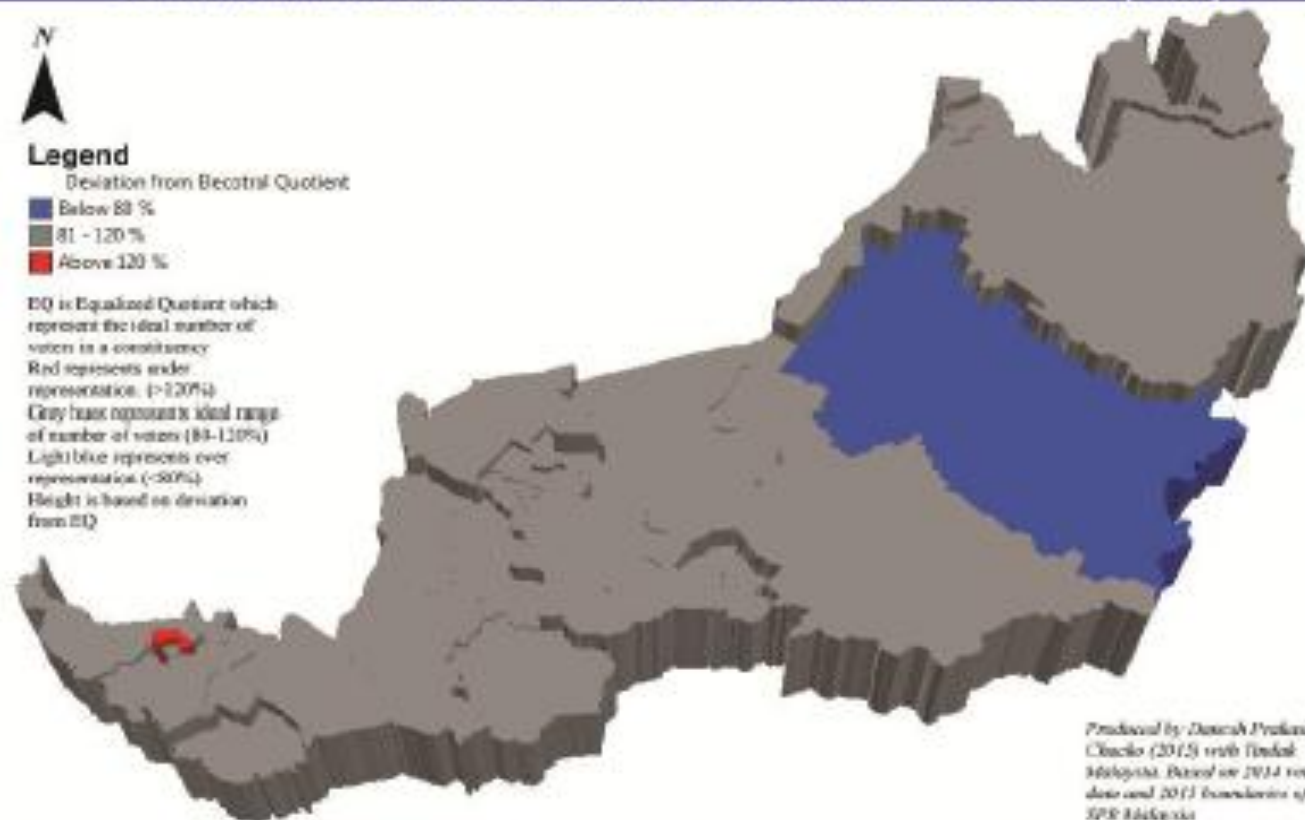 N
Legend
Deviation from Becotral Quotient
Below 80 %
81 - 120 %
Above 120 %
EQ is Equalized Quotient which
represent the ideal number of
voters in a constituency
Red represents under
representation. (>120%)
Grey hues represents ideal range
of number of voters (80-120%)
Light blue represents over
representation (<80%)
Height is based on deviation
from EQ
Produced by
Chacko (2015) with Tindak
Malaysia. Based on 2014
data and 2015 boundaries
SPR Malaysia